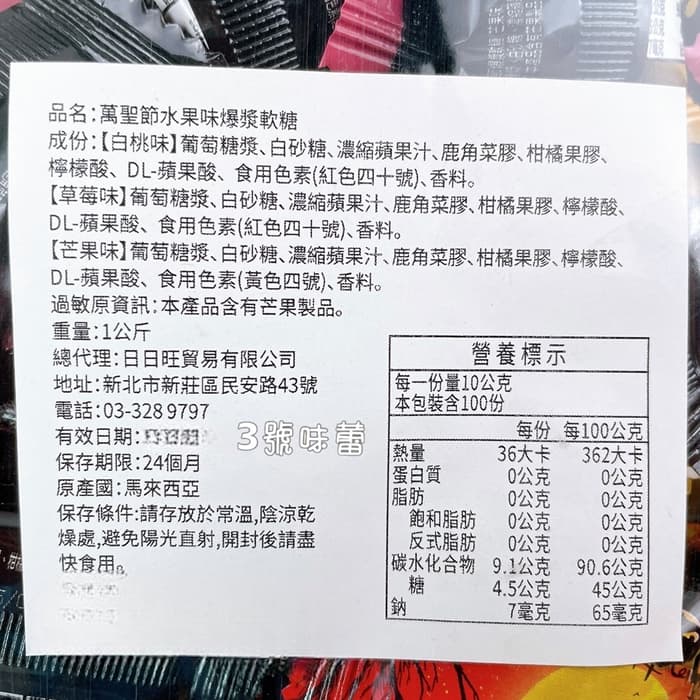 品名:萬聖節水果味爆漿軟糖
成份:【白桃味】葡萄糖漿、白砂糖、濃縮蘋果汁、鹿角菜膠、柑橘果膠、
檸檬酸、DL-蘋果酸、食用色素(紅色四十號)、香料。
【草莓味】葡萄糖漿、白砂糖、濃縮蘋果汁、鹿角菜膠、柑橘果膠、檸檬酸、
DL-蘋果酸、食用色素(紅色四十號)、香料。
【芒果味】葡萄糖漿、白砂糖、濃縮蘋果汁、鹿角菜膠、柑橘果膠、檸檬酸、
DL-蘋果酸、食用色素(黃色四號)、香料。
過敏原資訊:本產品含有芒果製品。
重量:1公斤
總代理:日日旺貿易有限公司
地址:新北市新莊區民安路43號
電話:03-328 9797
有效日期:
3號味蕾
保存期限:24個月
原產國:馬來西亞
保存條件:請存放於常溫,陰涼乾
燥處,避免陽光直射,開封後請盡
快食用。
營養標示
每一份量10公克
本包裝含100份
每份 每100公克
熱量 36大卡 362大卡
蛋白質 0公克 0公克
脂肪 0公克 0公克
飽和脂肪 0公克 0公克
反式脂肪 0公克 0公克
碳水化合物 9.1公克 90.6公克
糖 4.5公克 45公克
鈉 7毫克 65毫克